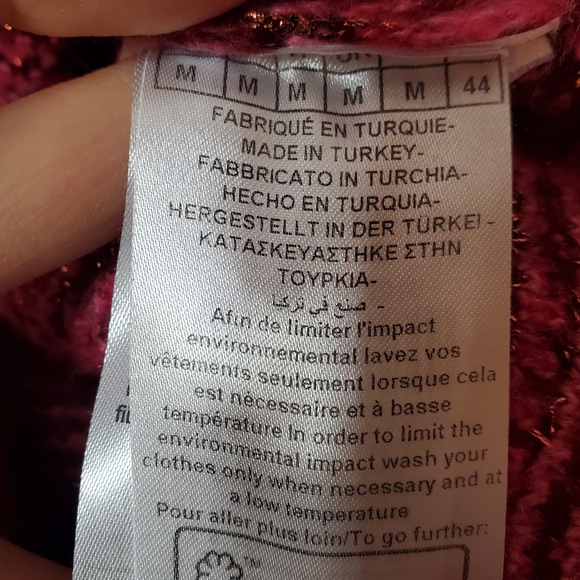 M M M M M 44
FABRIQUÉ EN TURQUIE-
MADE IN TURKEY-
FABBRICATO IN TURCHIA-
HECHO EN TURQUIA-
HERGESTELLT IN DER TÜRKEI -
ΚΑΤΑΣΚΕΥΑΣΤΗΚΕ ΣΤΗΝ
ΤΟΥΡΚΙΑ-
صنع في تركيا -
Afin de limiter l'impact
environnemental lavez vos
vêtements seulement lorsque cela
est nécessaire et à basse
température In order to limit the
environmental impact wash your
clothes only when necessary and at
a low temperature
Pour aller plus loin/To go further:
TM